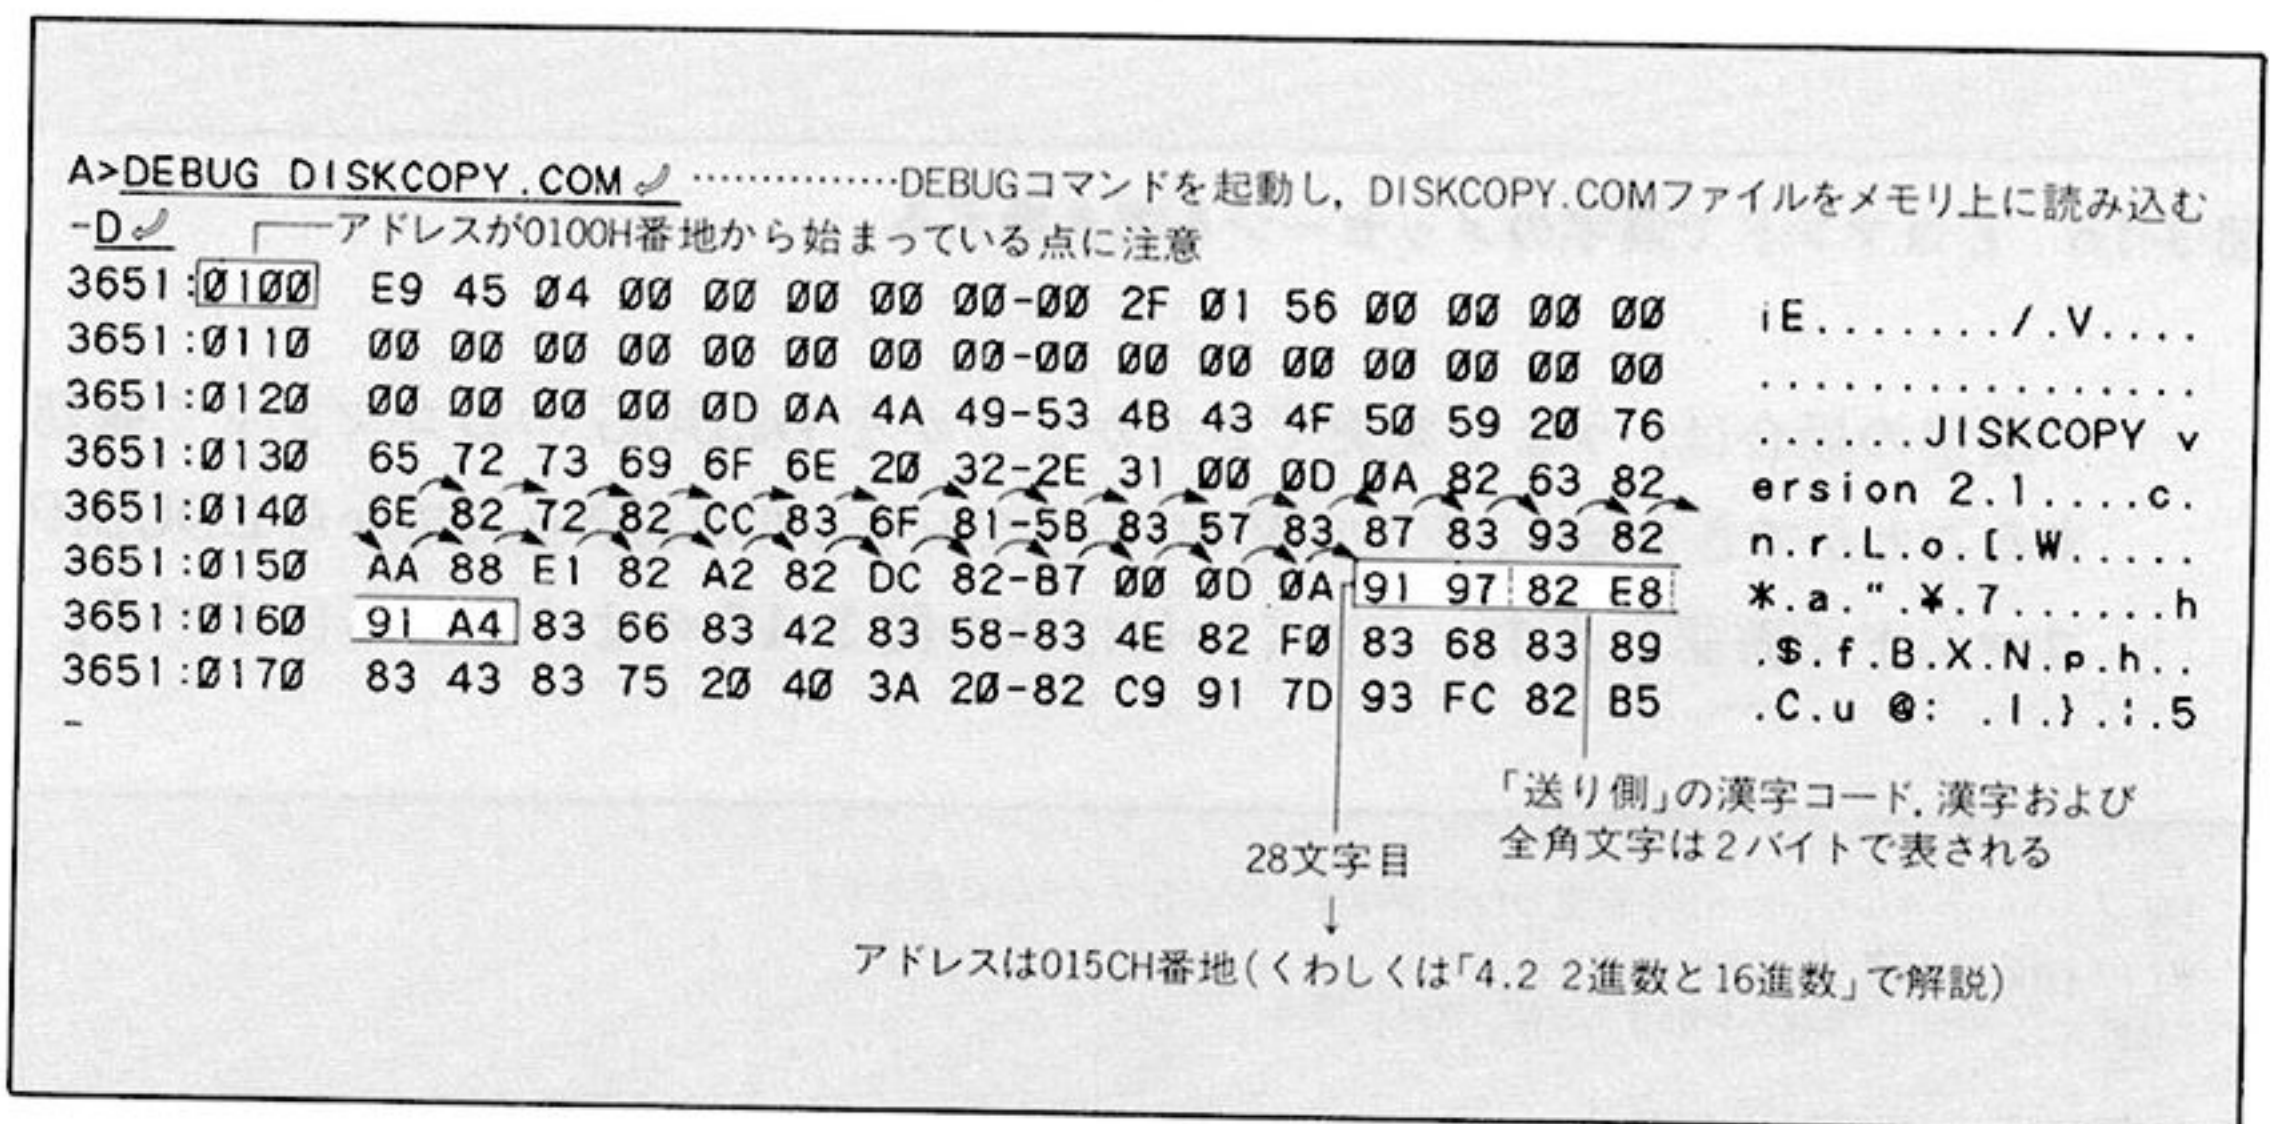 A>DEBUG DISKCOPY.COM ……………DEBUGコマンドを起動し，DISKCOPY.COMファイルをメモリ上に読み込む
-D アドレスが0100H番地から始まっている点に注意
3651:0100 E9 45 04 00 00 00 00 00-00 2F 01 56 00 00 00 00 iE......./.V....
3651:0110 00 00 00 00 00 00 00 00-00 00 00 00 00 00 00 00 ................
3651:0120 00 00 00 00 0D 0A 4A 49-53 4B 43 4F 50 59 20 76 ......JISKCOPY v
3651:0130 65 72 73 69 6F 6E 20 32-2E 31 00 0D 0A 82 63 82 ersion 2.1....c.
3651:0140 6E 82 72 82 CC 83 6F 81-5B 83 57 83 87 83 93 82 n.r.L.o.[.W.....
3651:0150 AA 88 E1 82 A2 82 DC 82-B7 00 0D 0A 91 97 82 E8 *.a.".¥.7......h
3651:0160 91 A4 83 66 83 42 83 58-83 4E 82 F0 83 68 83 89 .$.f.B.X.N.p.h..
3651:0170 83 43 83 75 20 40 3A 20-82 C9 91 7D 93 FC 82 B5 .C.u @: .I.}.¦.5
-
「送り側」の漢字コード．漢字および
全角文字は2バイトで表される
28文字目
↓
アドレスは015CH番地(くわしくは「4.2 2進数と16進数」で解説)